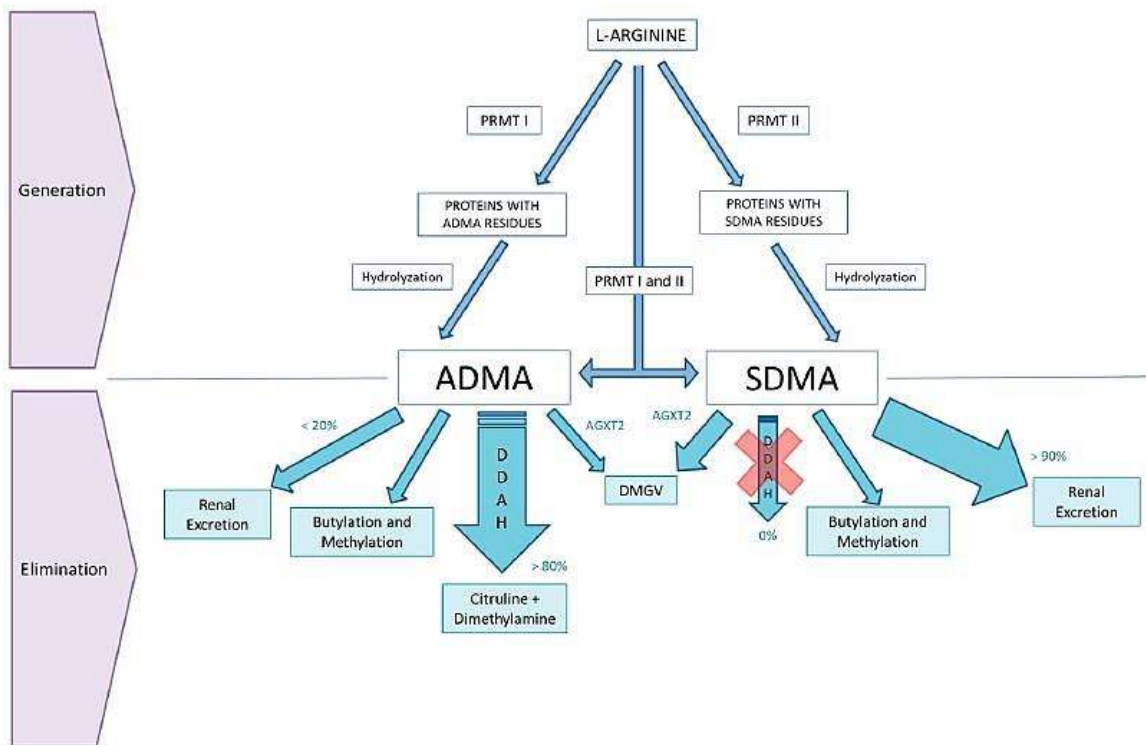 L-ARGININE
PRMT I
PRMT II
Generation
PROTEINS WITH
ADMA RESIDUES
PROTEINS WITH
SDMA RESIDUES
Hydrolyzation
PRMT I and II
Hydrolyzation
ADMA
SDMA
< 20%
AGXT2
AGXT2
> 90%
DDAH
DDAH
Renal
Excretion
Butylation and
Methylation
DMGV
0%
Butylation and
Methylation
Renal
Excretion
Elimination
> 80%
Citruline +
Dimethylamine